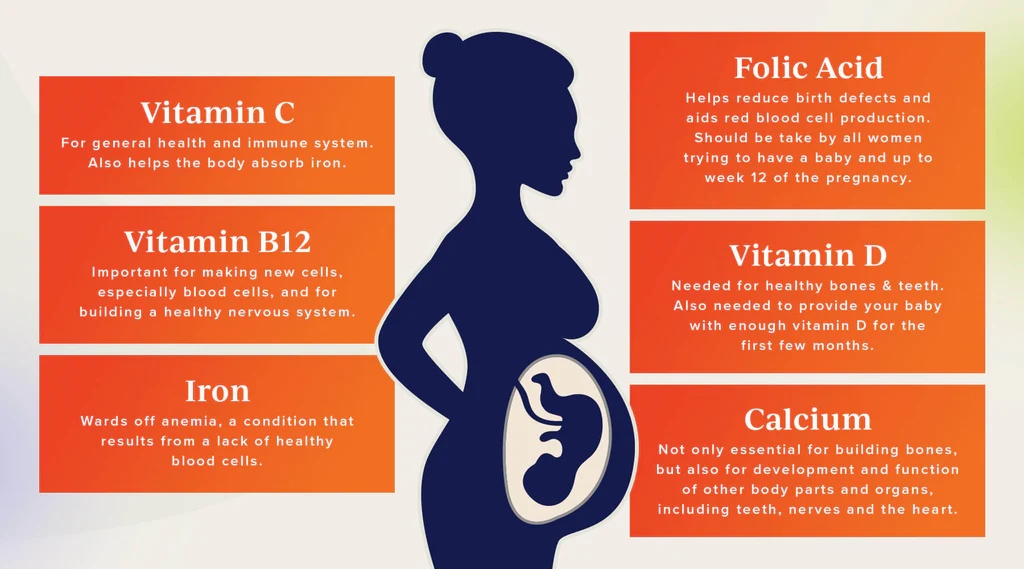 Vitamin C
For general health and immune system.
Also helps the body absorb iron.
Vitamin B12
Important for making new cells,
especially blood cells, and for
building a healthy nervous system.
Iron
Wards off anemia, a condition that
results from a lack of healthy
blood cells.
Folic Acid
Helps reduce birth defects and
aids red blood cell production.
Should be take by all women
trying to have a baby and up to
week 12 of the pregnancy.
Vitamin D
Needed for healthy bones & teeth.
Also needed to provide your baby
with enough vitamin D for the
first few months.
Calcium
Not only essential for building bones,
but also for development and function
of other body parts and organs,
including teeth, nerves and the heart.